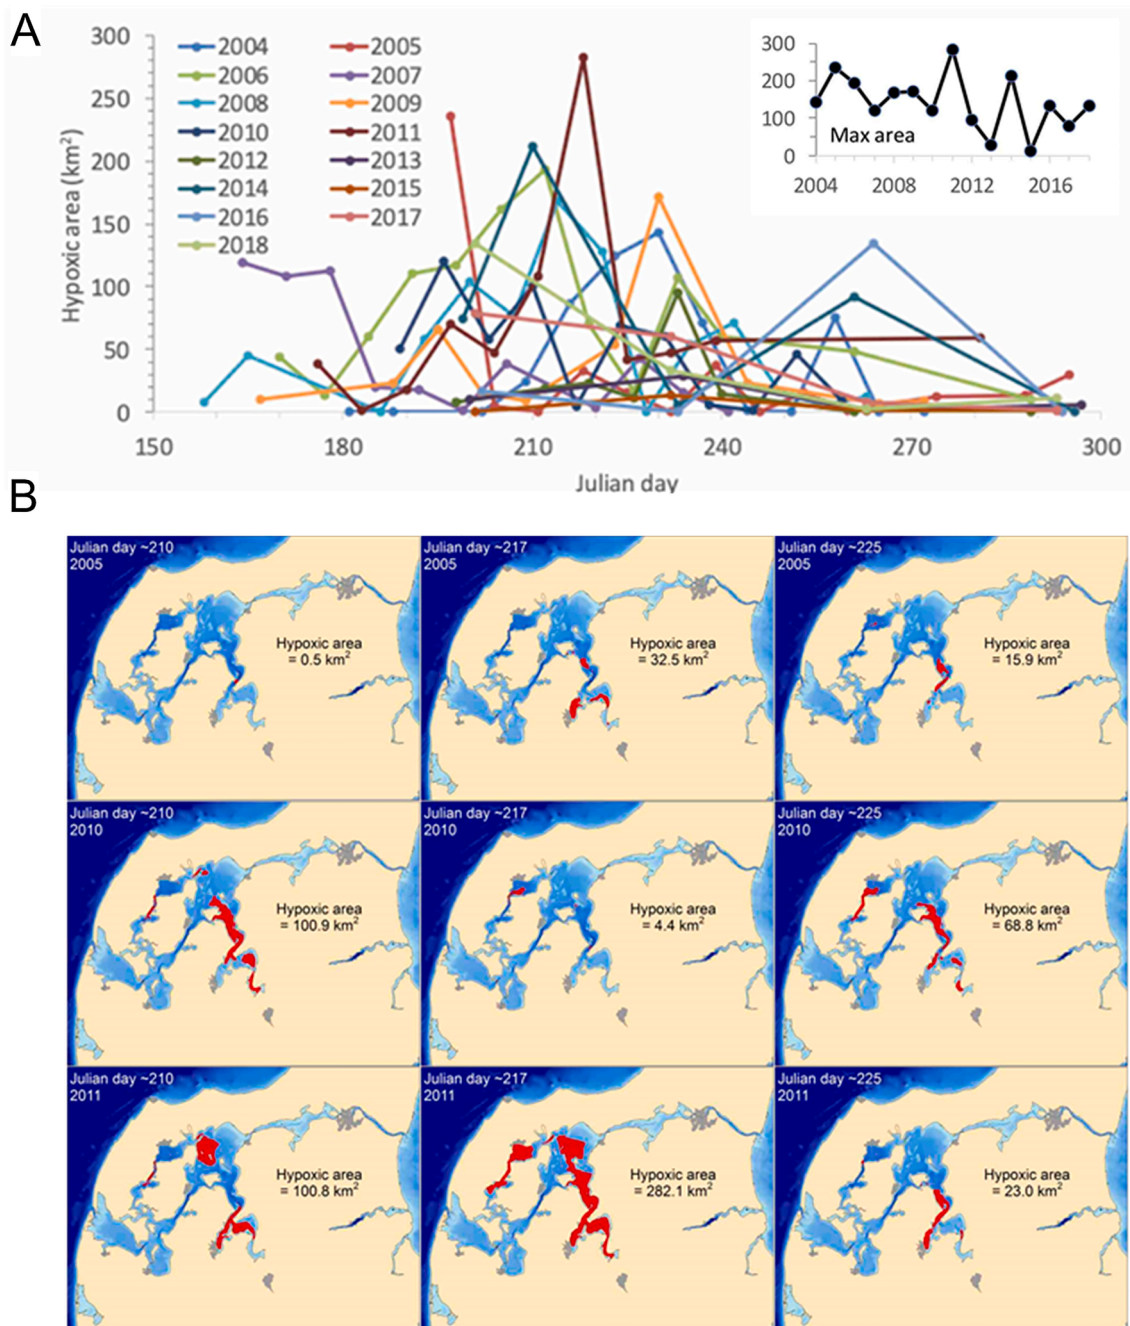 A
300
250
200
150
100
50
0
Hypoxic area (km²)
2004 2005
2006 2007
2008 2009
2010 2011
2012 2013
2014 2015
2016 2017
2018
300
200
100
0
Max area
2004 2008 2012 2016
150 180 210 240 270 300
Julian day
B
Julian day ~210
2005
Hypoxic area
= 0.5 km²
Julian day ~217
2005
Hypoxic area
= 32.5 km²
Julian day ~225
2005
Hypoxic area
= 15.9 km²
Julian day ~210
2010
Hypoxic area
= 100.9 km²
Julian day ~217
2010
Hypoxic area
= 4.4 km²
Julian day ~225
2010
Hypoxic area
= 68.8 km²
Julian day ~210
2011
Hypoxic area
= 100.8 km²
Julian day ~217
2011
Hypoxic area
= 282.1 km²
Julian day ~225
2011
Hypoxic area
= 23.0 km²